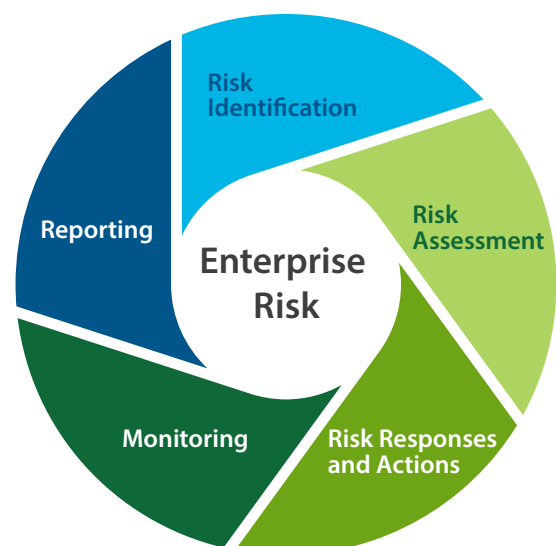 Risk
Identification
Risk
Assessment
Risk Responses
and Actions
Monitoring
Reporting
Enterprise
Risk